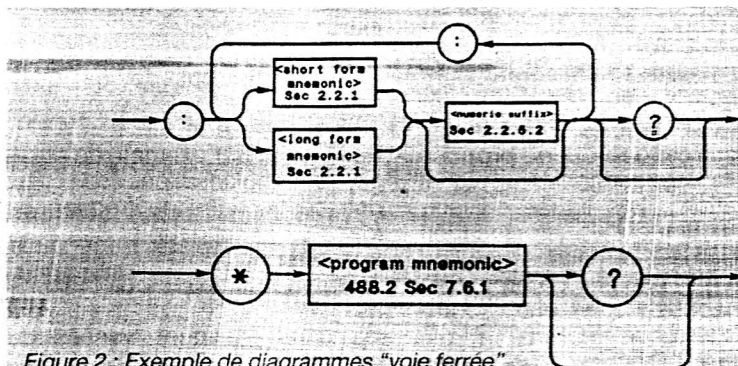 :
<short form
mnemonic>
Sec 2.2.1
:
<long form
mnemonic>
Sec 2.2.1
<numeric suffix>
Sec 2.2.6.2
?
*
<program mnemonic>
488.2 Sec 7.6.1
?
Figure 2 : Exemple de diagrammes "voie ferrée"